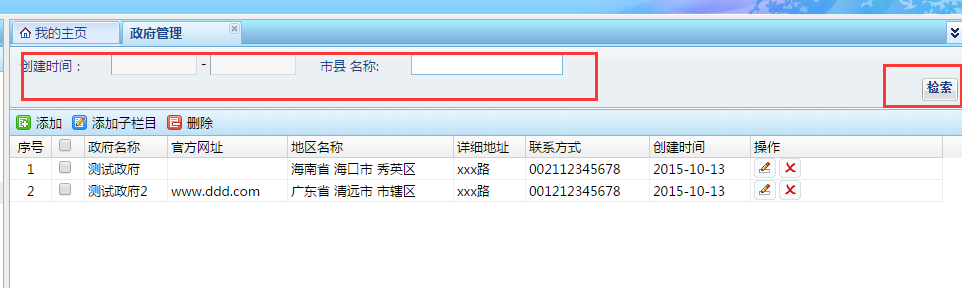 我的主页 政府管理
创建时间： - 市县 名称:
检索
添加 添加子栏目 删除
序号 政府名称 官方网址 地区名称 详细地址 联系方式 创建时间 操作
1 测试政府 海南省 海口市 秀英区 xxx路 002112345678 2015-10-13
2 测试政府2 www.ddd.com 广东省 清远市 市辖区 xxx路 001212345678 2015-10-13